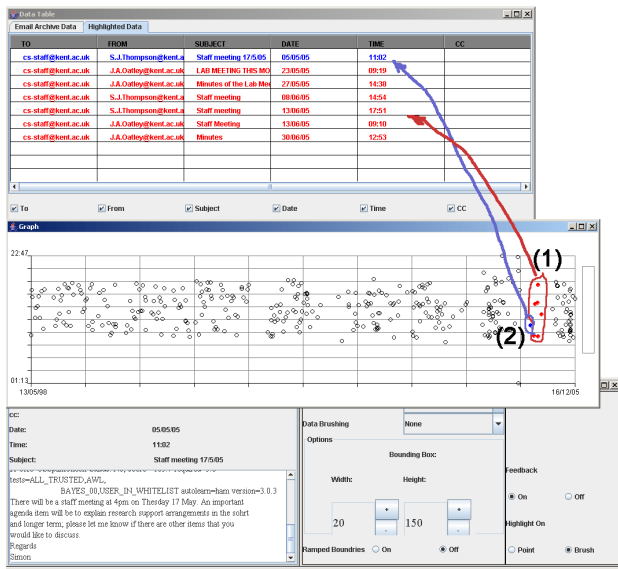 Data Table
Email Archive Data Highlighted Data
TO FROM SUBJECT DATE TIME CC
cs-staff@kent.ac.uk S.J.Thompson@kent.a Staff meeting 17/5/05 05/05/05 11:02
cs-staff@kent.ac.uk J.A.Oatley@kent.ac.uk LAB MEETING THIS MO 23/05/05 09:19
cs-staff@kent.ac.uk J.A.Oatley@kent.ac.uk Minutes of the Lab Mee 27/05/05 14:38
cs-staff@kent.ac.uk S.J.Thompson@kent.a Staff meeting 08/06/05 14:54
cs-staff@kent.ac.uk S.J.Thompson@kent.a Staff meeting 13/06/05 17:51
cs-staff@kent.ac.uk J.A.Oatley@kent.ac.uk Staff Meeting 13/06/05 09:10
cs-staff@kent.ac.uk J.A.Oatley@kent.ac.uk Minutes 30/06/05 12:53
To From Subject Date Time CC
Graph
22:47
(1)
(2)
01:13
13/05/98 16/12/05
cc:
Date: 05/05/05
Time: 11:02
Subject: Staff meeting 17/5/05
tests=ALL_TRUSTED,AWL,
BAYES_00,USER_IN_WHITELIST autolearn=ham version=3.0.3
There will be a staff meeting at 4pm on Thesday 17 May. An important
agenda item will be to explain research support arrangements in the sohrt
and longer term; please let me know if there are other items that you
would like to discuss.
Regards
Simon
Data Brushing None
Options
Bounding Box:
Width: Height:
20 + - 150 + -
Ramped Boundries On Off
Feedback
On Off
Highlight On
Point Brush